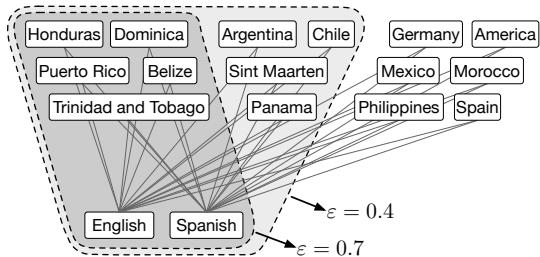 Honduras Dominica Argentina Chile Germany America
Puerto Rico Belize Sint Maarten Mexico Morocco
Trinidad and Tobago Panama Philippines Spain
English Spanish
ε = 0.4
ε = 0.7